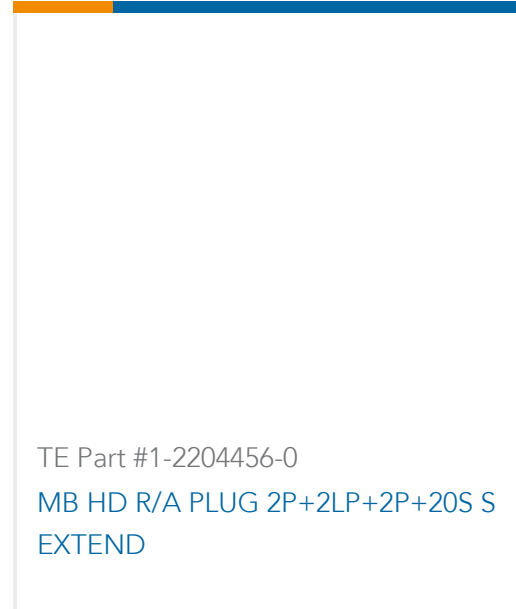 TE Part #1-2204456-0
MB HD R/A PLUG 2P+2LP+2P+20S S
EXTEND